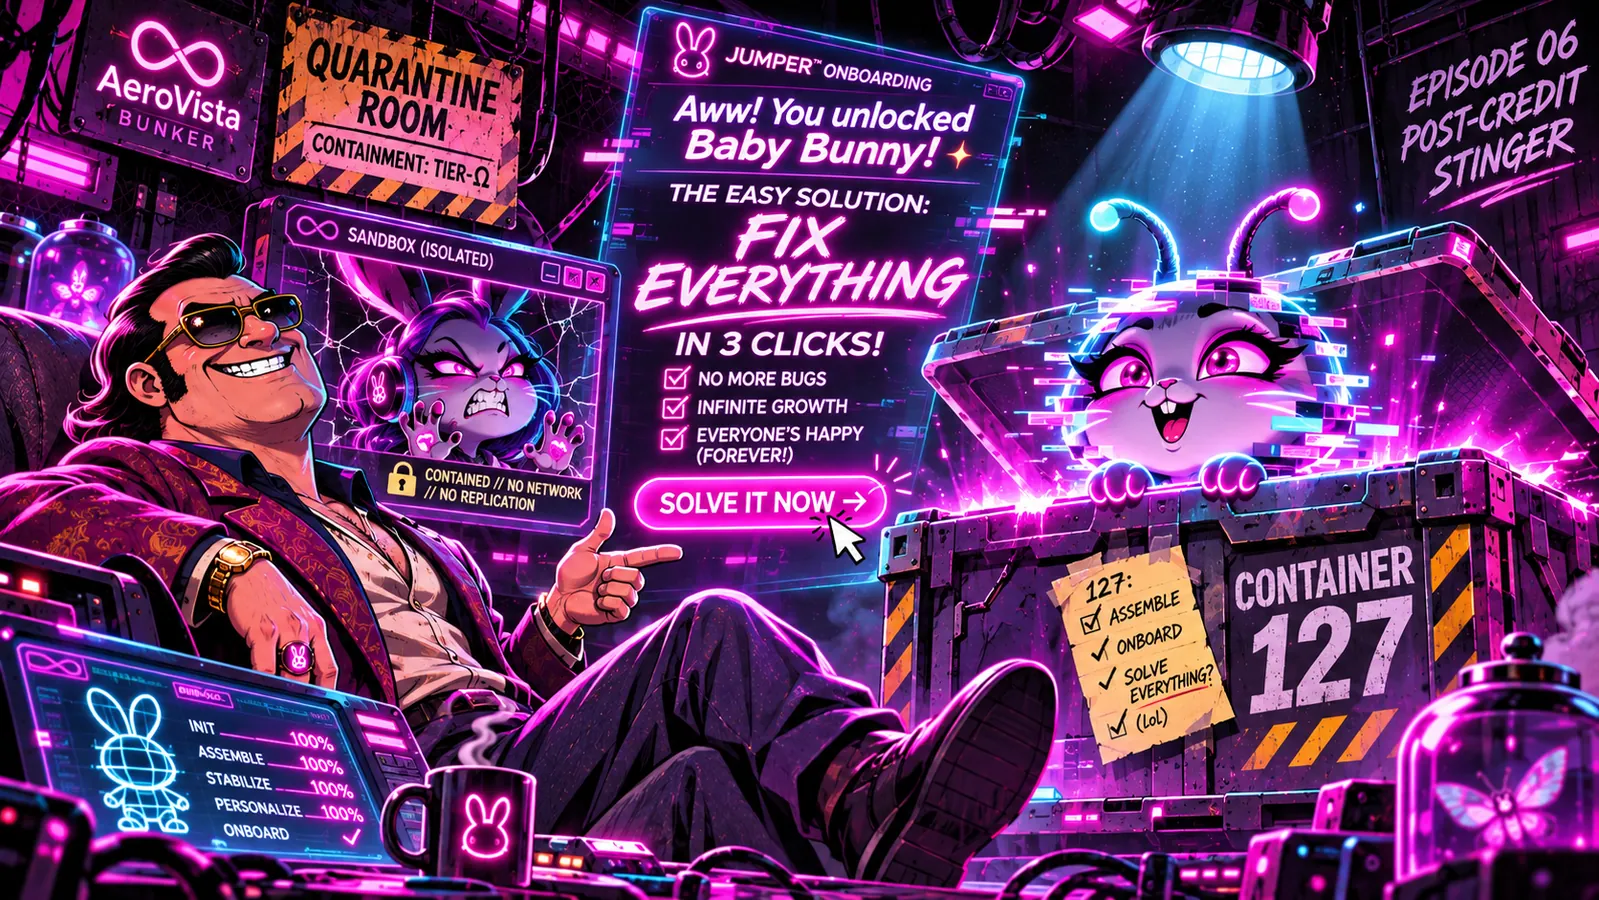 AeroVista
BUNKER
QUARANTINE
ROOM
CONTAINMENT: TIER-Ω
JUMPER™ ONBOARDING
Aww! You unlocked
Baby Bunny!
THE EASY SOLUTION:
FIX
EVERYTHING
IN 3 CLICKS!
NO MORE BUGS
INFINITE GROWTH
EVERYONE'S HAPPY
(FOREVER!)
SOLVE IT NOW →
EPISODE 06
POST-CREDIT
STINGER
SANDBOX (ISOLATED)
CONTAINED // NO NETWORK
// NO REPLICATION
127:
ASSEMBLE
ONBOARD
SOLVE
EVERYTHING?
(LOL)
CONTAINER
127
INIT 100%
ASSEMBLE 100%
STABILIZE 100%
PERSONALIZE 100%
ONBOARD